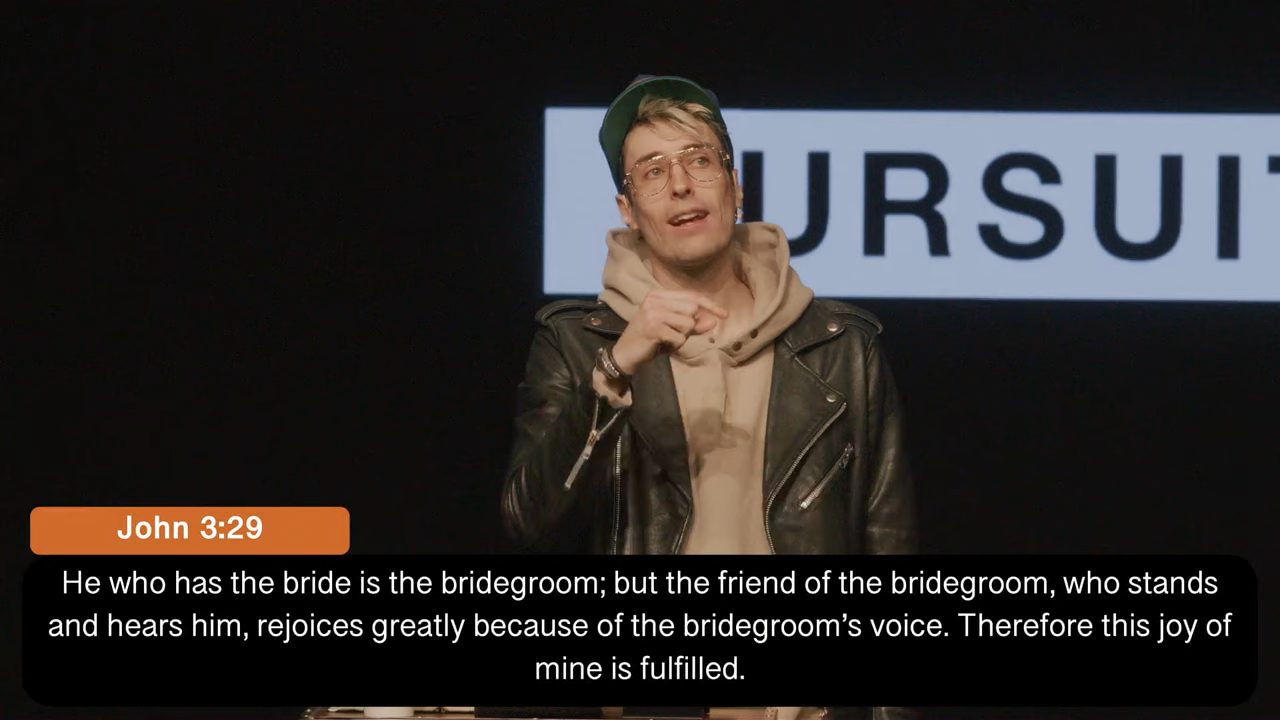 URSUIT
John 3:29
He who has the bride is the bridegroom; but the friend of the bridegroom, who stands
and hears him, rejoices greatly because of the bridegroom’s voice. Therefore this joy of
mine is fulfilled.